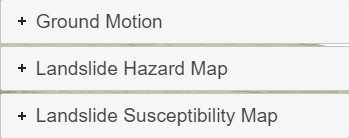 + Ground Motion
+ Landslide Hazard Map
+ Landslide Susceptibility Map